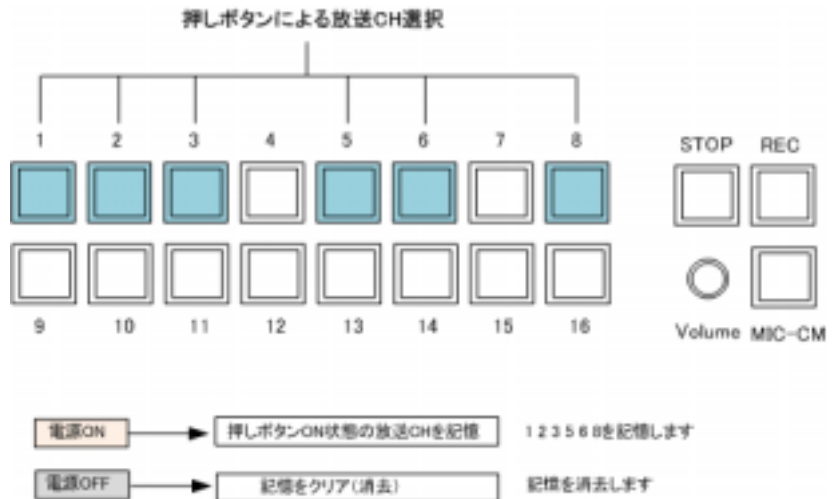 押しボタンによる放送CH選択
1 2 3 4 5 6 7 8
STOP REC
9 10 11 12 13 14 15 16
Volume MIC-CM
電源ON 押しボタンON状態の放送CHを記憶 1 2 3 5 6 8を記憶します
電源OFF 記憶をクリア(消去) 記憶を消去します